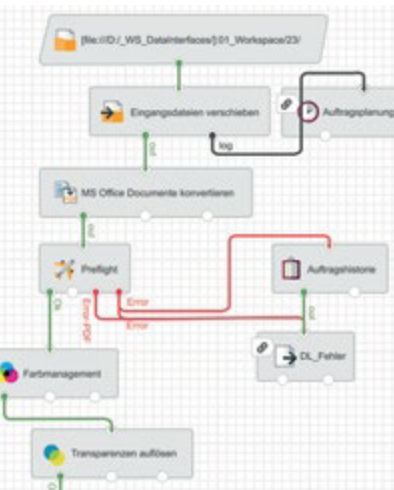 [file:///D:/_WS_DataInterfaces/]:01_Workspace/23/
Eingangsdateien verschieben
Auftragsplanung
out
log
MS Office Documente konvertieren
out
Preflight
Auftragshistorie
Ok
Error-PDF
Error
Error
out
DL_Fehler
Farbmanagement
Transparenzen auflösen